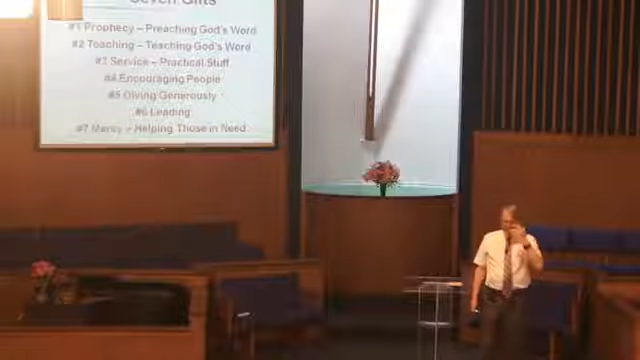 Seven Gifts
#1 Prophecy – Preaching God's Word
#2 Teaching – Teaching God's Word
#3 Service – Practical Stuff
#4 Encouraging People
#5 Giving Generously
#6 Leading
#7 Mercy – Helping Those in Need